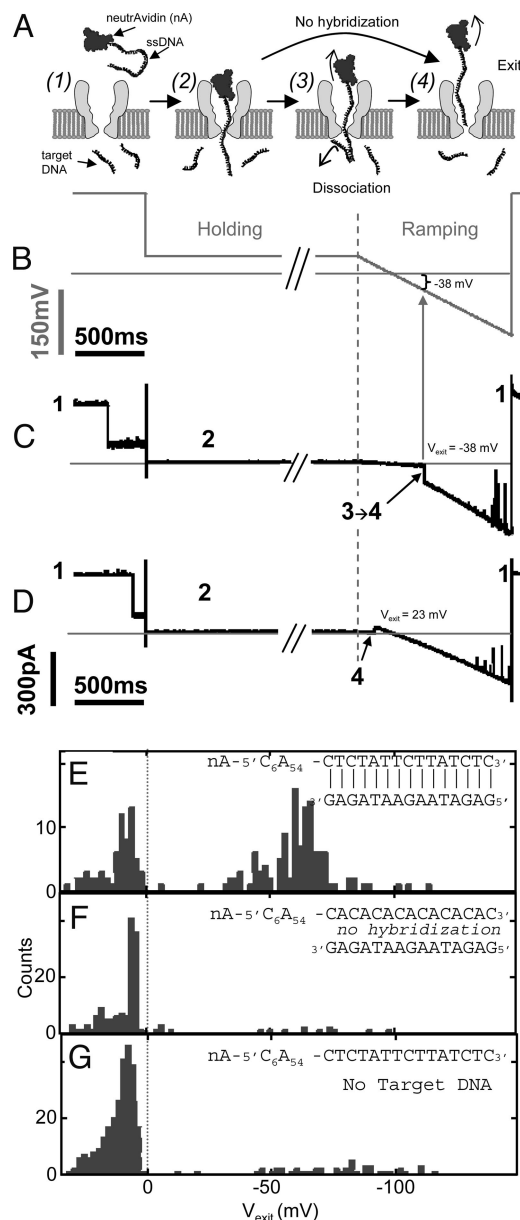 A
neutrAvidin (nA)
ssDNA
No hybridization
(1)
(2)
(3)
(4)
Exit
target
DNA
Dissociation
Holding
Ramping
B
-38 mV
150mV
500ms
1
1
C
2
Vexit = -38 mV
3→4
1
1
D
2
Vexit = 23 mV
4
300pA
500ms
E
nA-5'C6A54 -CTCTATTCTTATCTC3'
3'GAGATAAGAATAGAG5'
10
0
F
nA-5'C6A54 -CACACACACACACAC3'
no hybridization
3'GAGATAAGAATAGAG5'
20
0
Counts
G
nA-5'C6A54 -CTCTATTCTTATCTC3'
No Target DNA
20
0
0
-50
-100
Vexit (mV)